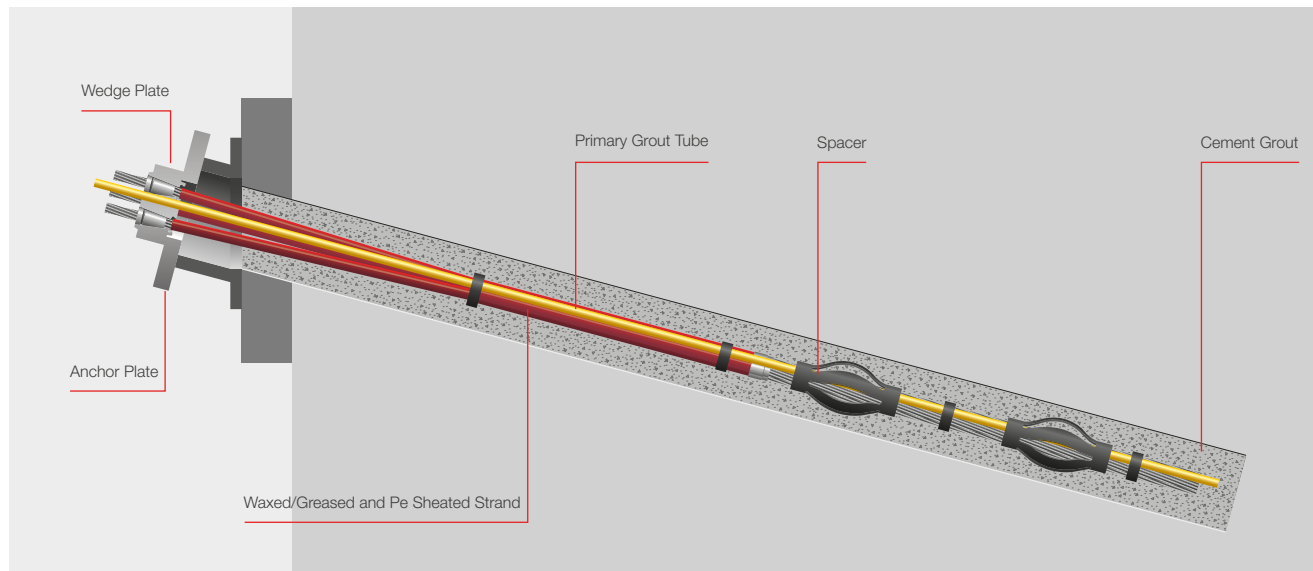 Wedge Plate
Primary Grout Tube
Spacer
Cement Grout
Anchor Plate
Waxed/Greased and Pe Sheated Strand